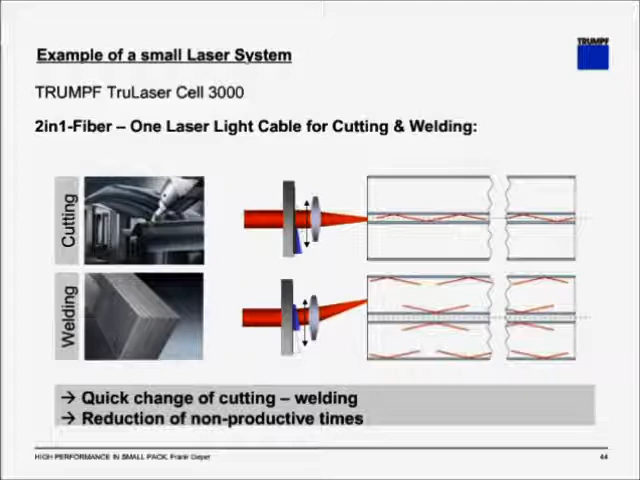 Example of a small Laser System
TRUMPF
TRUMPF TruLaser Cell 3000
2in1-Fiber – One Laser Light Cable for Cutting & Welding:
Cutting
Welding
→ Quick change of cutting – welding
→ Reduction of non-productive times
HIGH PERFORMANCE IN SMALL PACK, Frank Geyer
44